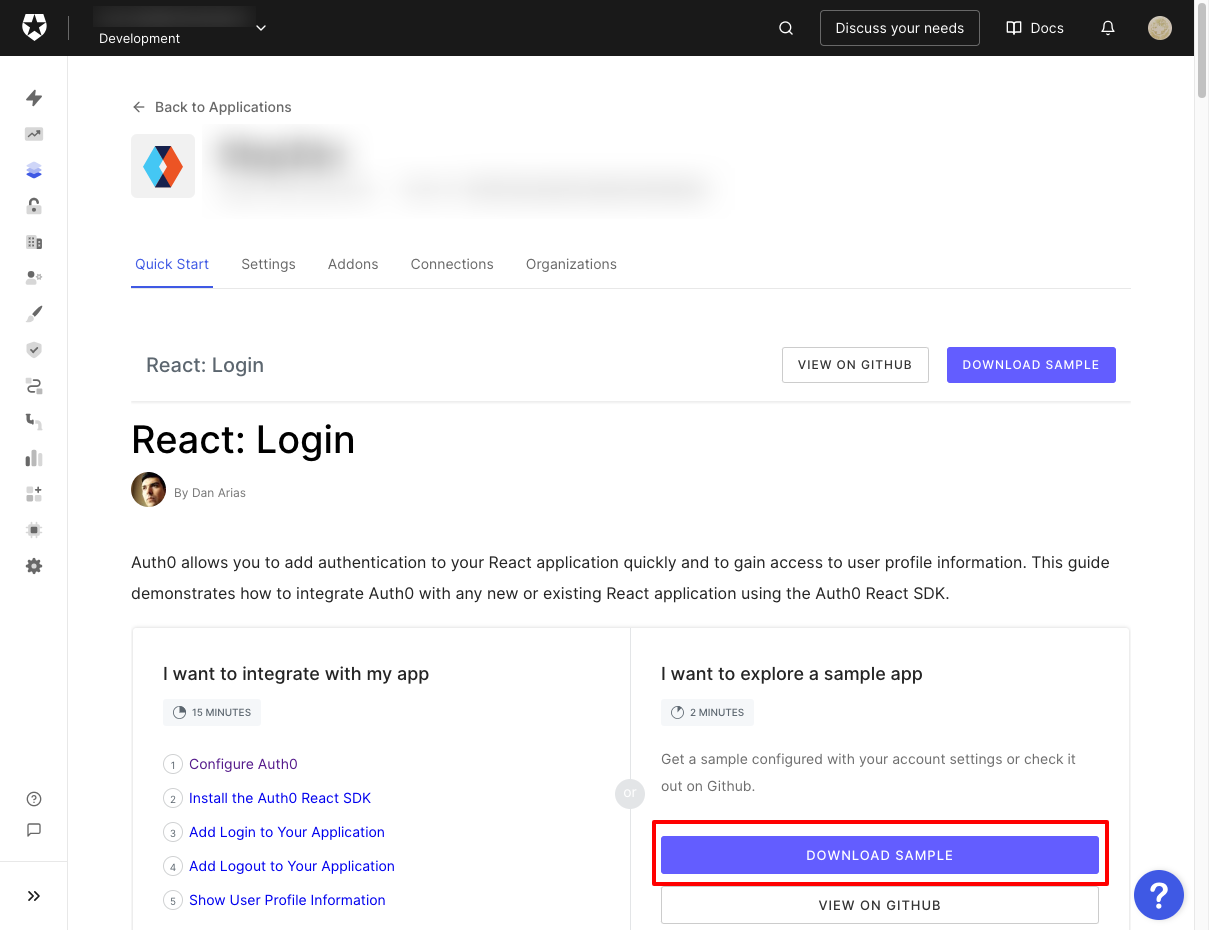 Development
Discuss your needs
Docs
Back to Applications
Quick Start Settings Addons Connections Organizations
React: Login
VIEW ON GITHUB
DOWNLOAD SAMPLE
React: Login
By Dan Arias
Auth0 allows you to add authentication to your React application quickly and to gain access to user profile information. This guide
demonstrates how to integrate Auth0 with any new or existing React application using the Auth0 React SDK.
I want to integrate with my app
15 MINUTES
1 Configure Auth0
2 Install the Auth0 React SDK
3 Add Login to Your Application
4 Add Logout to Your Application
5 Show User Profile Information
or
I want to explore a sample app
2 MINUTES
Get a sample configured with your account settings or check it
out on Github.
DOWNLOAD SAMPLE
VIEW ON GITHUB
?